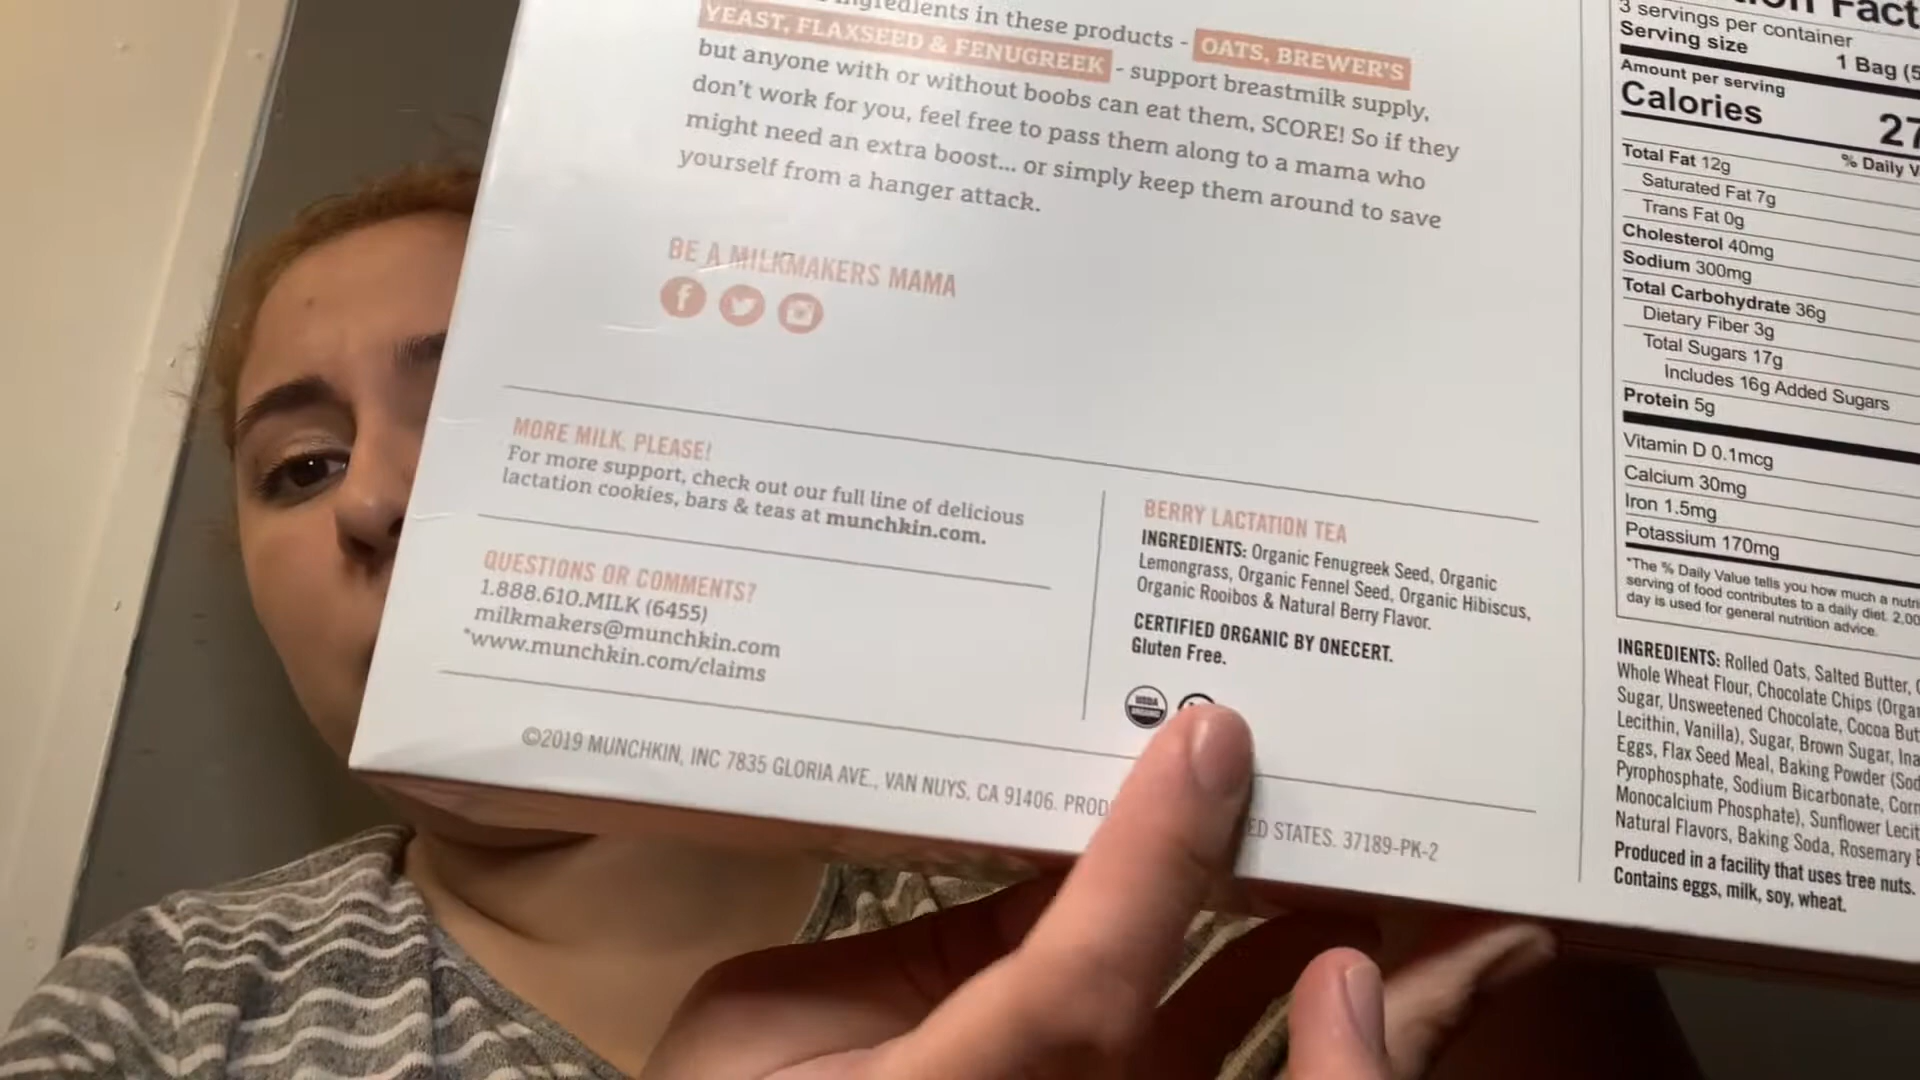 ingredients in these products - OATS, BREWER'S
YEAST, FLAXSEED & FENUGREEK - support breastmilk supply,
but anyone with or without boobs can eat them, SCORE! So if they
don't work for you, feel free to pass them along to a mama who
might need an extra boost... or simply keep them around to save
yourself from a hanger attack.
BE A MILKMAKERS MAMA
MORE MILK, PLEASE!
For more support, check out our full line of delicious
lactation cookies, bars & teas at munchkin.com.
QUESTIONS OR COMMENTS?
1.888.610.MILK (6455)
milkmakers@munchkin.com
*www.munchkin.com/claims
BERRY LACTATION TEA
INGREDIENTS: Organic Fenugreek Seed, Organic
Lemongrass, Organic Fennel Seed, Organic Hibiscus,
Organic Rooibos & Natural Berry Flavor.
CERTIFIED ORGANIC BY ONECERT.
Gluten Free.
USDA
ORGANIC
©2019 MUNCHKIN, INC 7835 GLORIA AVE., VAN NUYS, CA 91406. STATES. 37189-PK-2
3 servings per container
Serving size 1 Bag
Amount per serving
Calories
% Daily
Total Fat 12g
Saturated Fat 7g
Trans Fat 0g
Cholesterol 40mg
Sodium 300mg
Total Carbohydrate 36g
Dietary Fiber 3g
Total Sugars 17g
Includes 16g Added Sugars
Protein 5g
Vitamin D 0.1mcg
Calcium 30mg
Iron 1.5mg
Potassium 170mg
*The % Daily Value tells you how much a
serving of food contributes to a daily diet.
day is used for general nutrition advice.
INGREDIENTS: Rolled Oats, Salted Butter,
Whole Wheat Flour, Chocolate Chips
Sugar, Unsweetened Chocolate, Cocoa
Lecithin, Vanilla), Sugar, Brown Sugar,
Eggs, Flax Seed Meal, Baking Powder
Pyrophosphate, Sodium Bicarbonate,
Monocalcium Phosphate), Sunflower
Natural Flavors, Baking Soda, Rosemary
Produced in a facility that uses tree nuts.
Contains eggs, milk, soy, wheat.